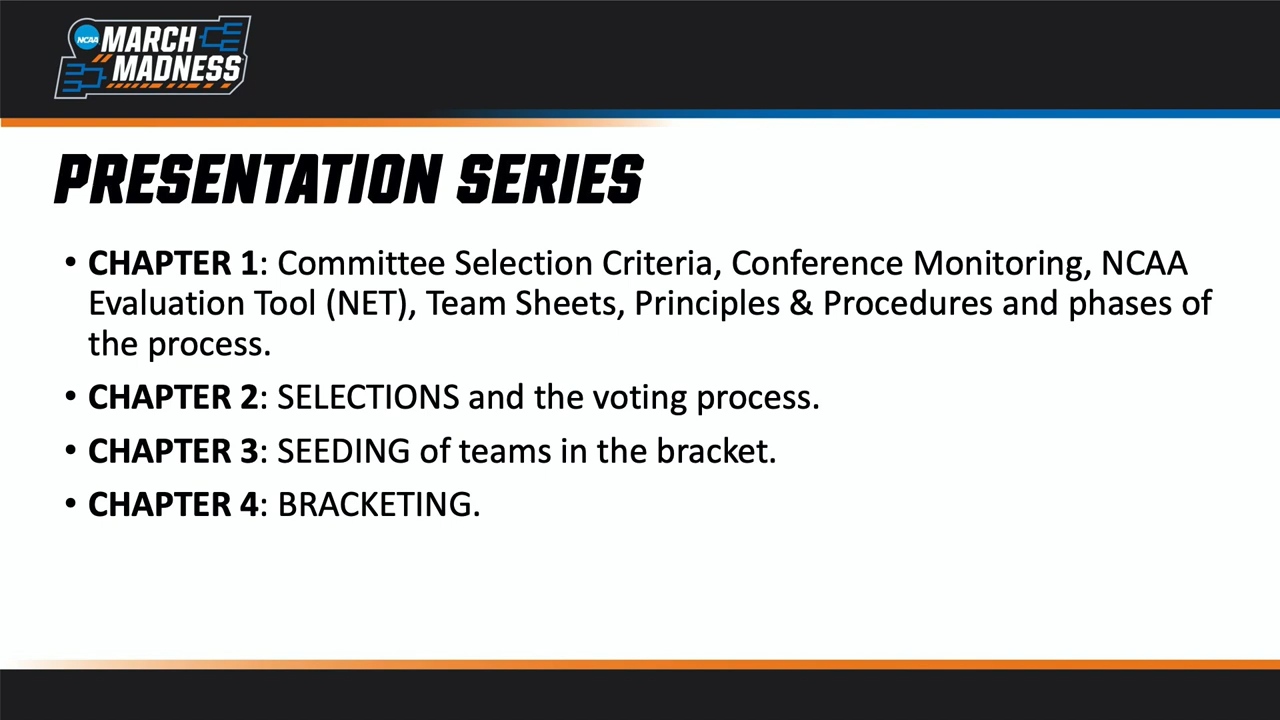 NCAA MARCH
MADNESS
PRESENTATION SERIES
• CHAPTER 1: Committee Selection Criteria, Conference Monitoring, NCAA
Evaluation Tool (NET), Team Sheets, Principles & Procedures and phases of
the process.
• CHAPTER 2: SELECTIONS and the voting process.
• CHAPTER 3: SEEDING of teams in the bracket.
• CHAPTER 4: BRACKETING.